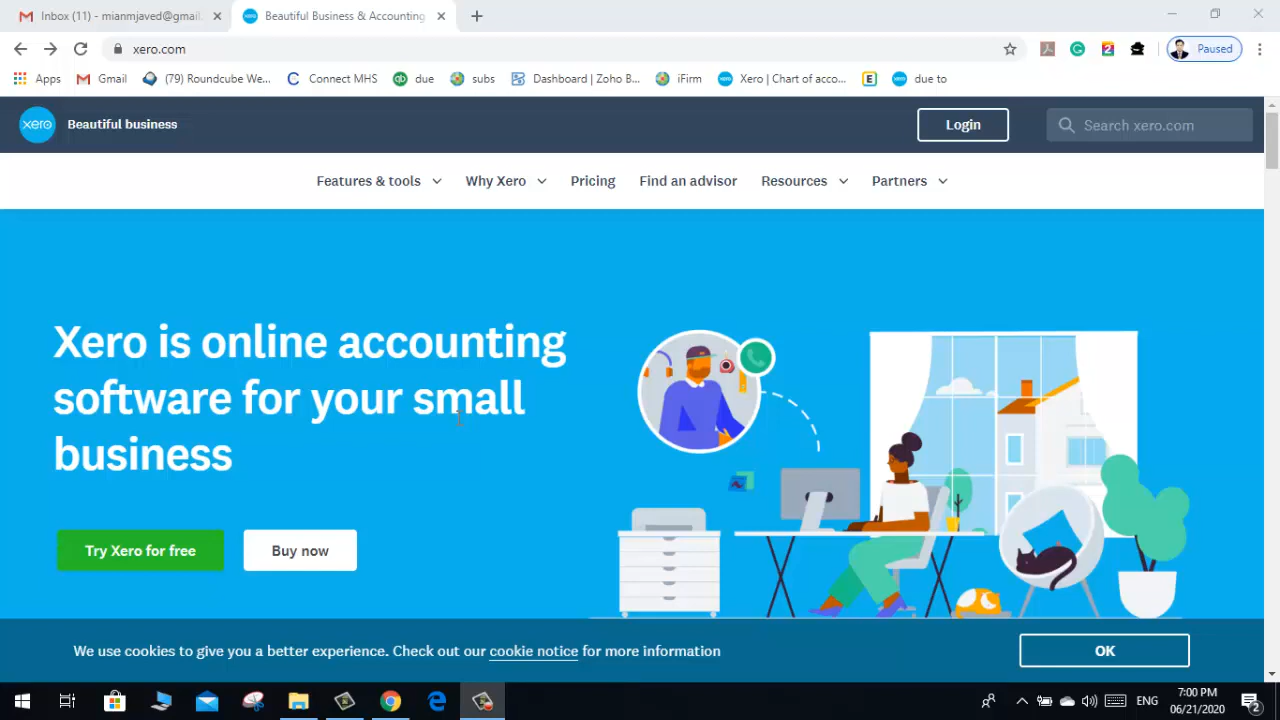 Inbox (11) - mianmjaved@gmail.
Beautiful Business & Accounting
xero.com
Paused
Apps
Gmail
(79) Roundcube We...
Connect MHS
due
subs
Dashboard | Zoho B...
iFirm
Xero | Chart of acco...
due to
xero
Beautiful business
Login
Search xero.com
Features & tools
Why Xero
Pricing
Find an advisor
Resources
Partners
Xero is online accounting
software for your small
business
Try Xero for free
Buy now
We use cookies to give you a better experience. Check out our cookie notice for more information
OK
ENG
7:00 PM
06/21/2020
2